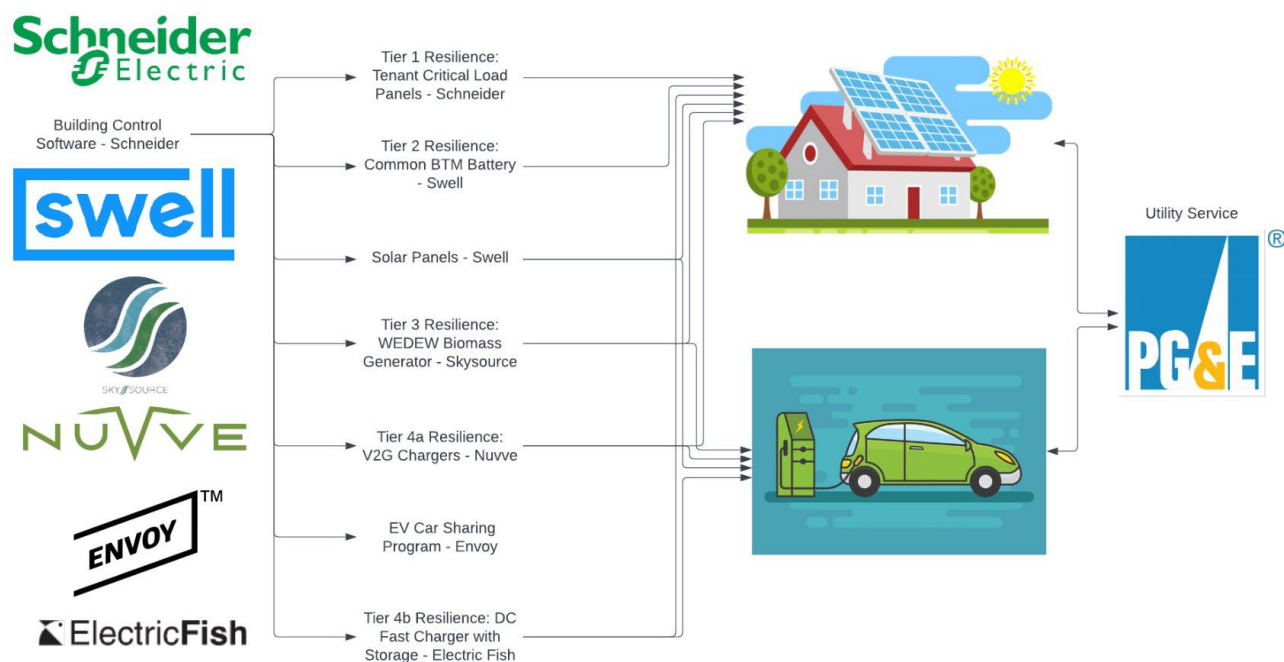 Schneider
Electric
Building Control
Software - Schneider
swell
SKY//SOURCE
NUVVE
ENVOY™
ElectricFish
Tier 1 Resilience:
Tenant Critical Load
Panels - Schneider
Tier 2 Resilience:
Common BTM Battery
- Swell
Solar Panels - Swell
Tier 3 Resilience:
WEDEW Biomass
Generator - Skysource
Tier 4a Resilience:
V2G Chargers - Nuvve
EV Car Sharing
Program - Envoy
Tier 4b Resilience: DC
Fast Charger with
Storage - Electric Fish
Utility Service
PG&E®